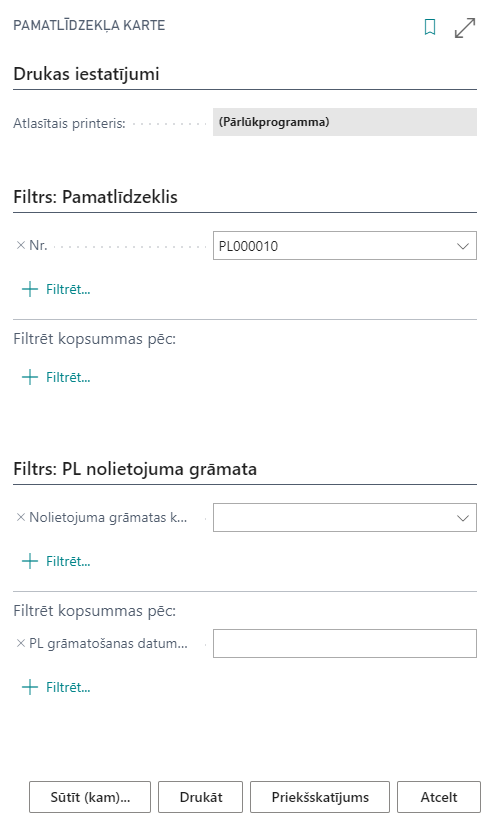 PAMATLĪDZEKĻA KARTE
Drukas iestatījumi
Atlasītais printeris:
(Pārlūkprogramma)
Filtrs: Pamatlīdzeklis
Nr.
PL000010
Filtrēt...
Filtrēt kopsummas pēc:
Filtrēt...
Filtrs: PL nolietojuma grāmata
Nolietojuma grāmatas k...
Filtrēt...
Filtrēt kopsummas pēc:
PL grāmatošanas datum...
Filtrēt...
Sūtīt (kam)...
Drukāt
Priekšskatījums
Atcelt